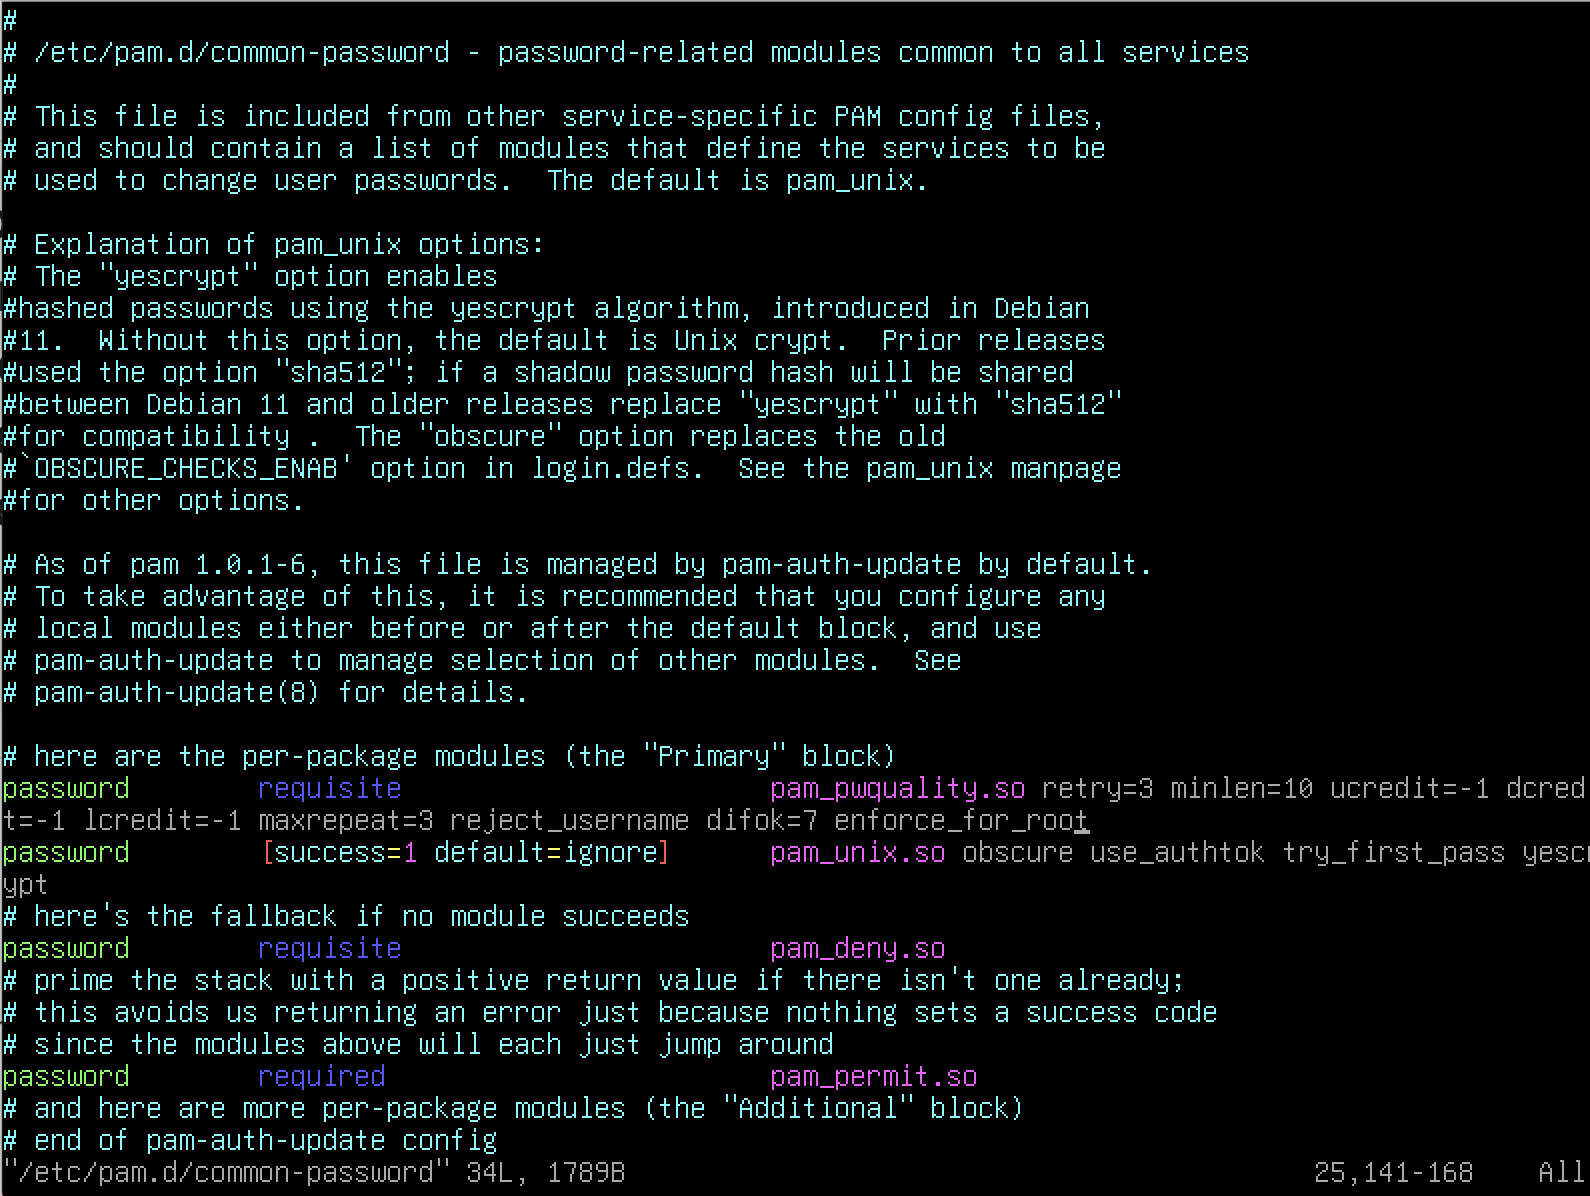 #
# /etc/pam.d/common-password - password-related modules common to all services
#
# This file is included from other service-specific PAM config files,
# and should contain a list of modules that define the services to be
# used to change user passwords.  The default is pam_unix.

# Explanation of pam_unix options:
# The "yescrypt" option enables
#hashed passwords using the yescrypt algorithm, introduced in Debian
#11.  Without this option, the default is Unix crypt.  Prior releases
#used the option "sha512"; if a shadow password hash will be shared
#between Debian 11 and older releases replace "yescrypt" with "sha512"
#for compatibility .  The "obscure" option replaces the old
#`OBSCURE_CHECKS_ENAB' option in login.defs.  See the pam_unix manpage
#for other options.

# As of pam 1.0.1-6, this file is managed by pam-auth-update by default.
# To take advantage of this, it is recommended that you configure any
# local modules either before or after the default block, and use
# pam-auth-update to manage selection of other modules.  See
# pam-auth-update(8) for details.

# here are the per-package modules (the "Primary" block)
password        requisite                       pam_pwquality.so retry=3 minlen=10 ucredit=-1 dcred
t=-1 lcredit=-1 maxrepeat=3 reject_username difok=7 enforce_for_root
password        [success=1 default=ignore]      pam_unix.so obscure use_authtok try_first_pass yescr
ypt
# here's the fallback if no module succeeds
password        requisite                       pam_deny.so
# prime the stack with a positive return value if there isn't one already;
# this avoids us returning an error just because nothing sets a success code
# since the modules above will each just jump around
password        required                        pam_permit.so
# and here are more per-package modules (the "Additional" block)
# end of pam-auth-update config
"/etc/pam.d/common-password" 34L, 1789B                                           25,141-168    All